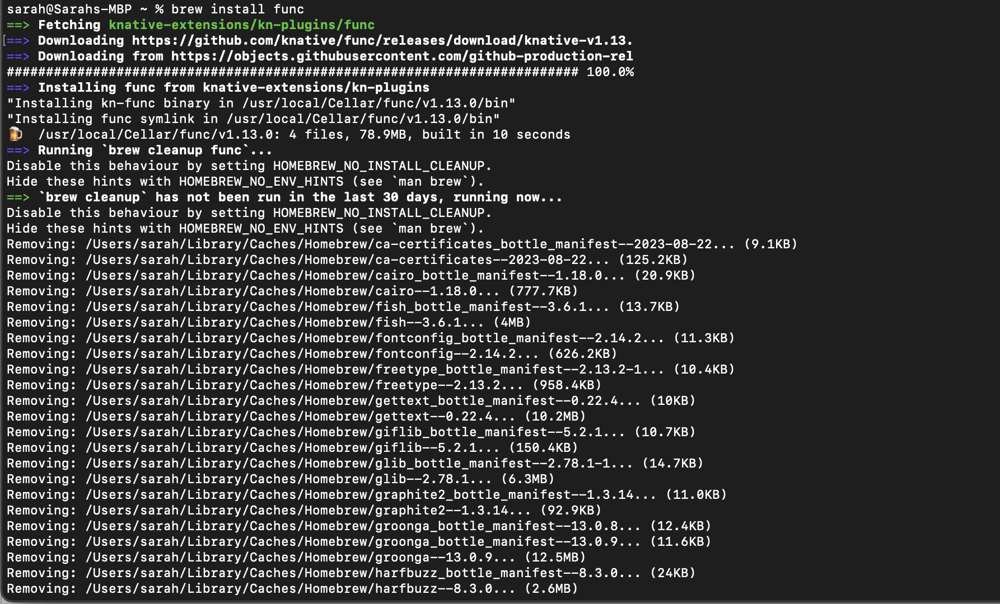 sarah@Sarahs-MBP ~ % brew install func
==> Fetching knative-extensions/kn-plugins/func
==> Downloading https://github.com/knative/func/releases/download/knative-v1.13.
==> Downloading from https://objects.githubusercontent.com/github-production-rel
######################################################################### 100.0%
==> Installing func from knative-extensions/kn-plugins
"Installing kn-func binary in /usr/local/Cellar/func/v1.13.0/bin"
"Installing func symlink in /usr/local/Cellar/func/v1.13.0/bin"
🍺  /usr/local/Cellar/func/v1.13.0: 4 files, 78.9MB, built in 10 seconds
==> Running `brew cleanup func`...
Disable this behaviour by setting HOMEBREW_NO_INSTALL_CLEANUP.
Hide these hints with HOMEBREW_NO_ENV_HINTS (see `man brew`).
==> `brew cleanup` has not been run in the last 30 days, running now...
Disable this behaviour by setting HOMEBREW_NO_INSTALL_CLEANUP.
Hide these hints with HOMEBREW_NO_ENV_HINTS (see `man brew`).
Removing: /Users/sarah/Library/Caches/Homebrew/ca-certificates_bottle_manifest--2023-08-22... (9.1KB)
Removing: /Users/sarah/Library/Caches/Homebrew/ca-certificates--2023-08-22... (125.2KB)
Removing: /Users/sarah/Library/Caches/Homebrew/cairo_bottle_manifest--1.18.0... (20.9KB)
Removing: /Users/sarah/Library/Caches/Homebrew/cairo--1.18.0... (777.7KB)
Removing: /Users/sarah/Library/Caches/Homebrew/fish_bottle_manifest--3.6.1... (13.7KB)
Removing: /Users/sarah/Library/Caches/Homebrew/fish--3.6.1... (4MB)
Removing: /Users/sarah/Library/Caches/Homebrew/fontconfig_bottle_manifest--2.14.2... (11.3KB)
Removing: /Users/sarah/Library/Caches/Homebrew/fontconfig--2.14.2... (626.2KB)
Removing: /Users/sarah/Library/Caches/Homebrew/freetype_bottle_manifest--2.13.2-1... (10.4KB)
Removing: /Users/sarah/Library/Caches/Homebrew/freetype--2.13.2... (958.4KB)
Removing: /Users/sarah/Library/Caches/Homebrew/gettext_bottle_manifest--0.22.4... (10KB)
Removing: /Users/sarah/Library/Caches/Homebrew/gettext--0.22.4... (10.2MB)
Removing: /Users/sarah/Library/Caches/Homebrew/giflib_bottle_manifest--5.2.1... (10.7KB)
Removing: /Users/sarah/Library/Caches/Homebrew/giflib--5.2.1... (150.4KB)
Removing: /Users/sarah/Library/Caches/Homebrew/glib_bottle_manifest--2.78.1-1... (14.7KB)
Removing: /Users/sarah/Library/Caches/Homebrew/glib--2.78.1... (6.3MB)
Removing: /Users/sarah/Library/Caches/Homebrew/graphite2_bottle_manifest--1.3.14... (11.0KB)
Removing: /Users/sarah/Library/Caches/Homebrew/graphite2--1.3.14... (92.9KB)
Removing: /Users/sarah/Library/Caches/Homebrew/groonga_bottle_manifest--13.0.8... (12.4KB)
Removing: /Users/sarah/Library/Caches/Homebrew/groonga_bottle_manifest--13.0.9... (11.6KB)
Removing: /Users/sarah/Library/Caches/Homebrew/groonga--13.0.9... (12.5MB)
Removing: /Users/sarah/Library/Caches/Homebrew/harfbuzz_bottle_manifest--8.3.0... (24KB)
Removing: /Users/sarah/Library/Caches/Homebrew/harfbuzz--8.3.0... (2.6MB)